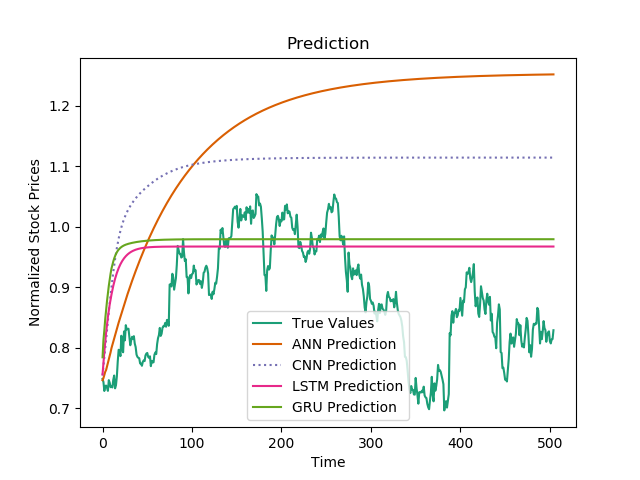 Prediction
Normalized Stock Prices
1.2
1.1
1.0
0.9
0.8
0.7
True Values
ANN Prediction
CNN Prediction
LSTM Prediction
GRU Prediction
0 100 200 300 400 500
Time